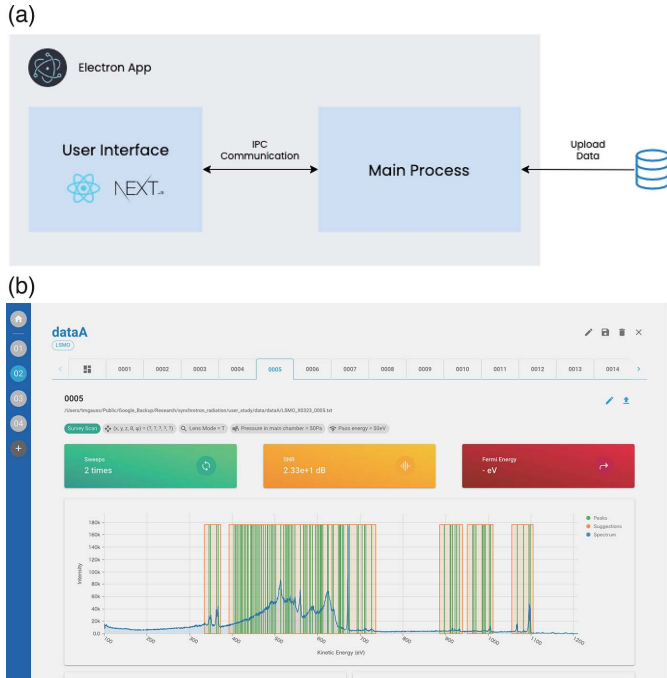 (a)
Electron App
User Interface
NEXT.JS
IPC
Communication
Main Process
Upload
Data
(b)
dataA
LSMO
0001 0002 0003 0004 0005 0006 0007 0008 0009 0010 0011 0012 0013 0014
01
02
03
04
0005
/Users/tmgauss/Public/Google_Backup/Research/synchrotron_radiation/user_study/data/dataA/LSMO_X0323_0005.txt
Survey Scan (x, y, z, θ, φ) = (?, ?, ?, ?, ?) Lens Mode = T Pressure in main chamber = 50Pa Pass energy = 50eV
Sweeps
2 times
SNR
2.33e+1 dB
Fermi Energy
- eV
Peaks
Suggestions
Spectrum
Intensity
180k
160k
140k
120k
100k
80k
60k
40k
20k
0.0
100 200 300 400 500 600 700 800 900 1000 1100 1200
Kinetic Energy (eV)